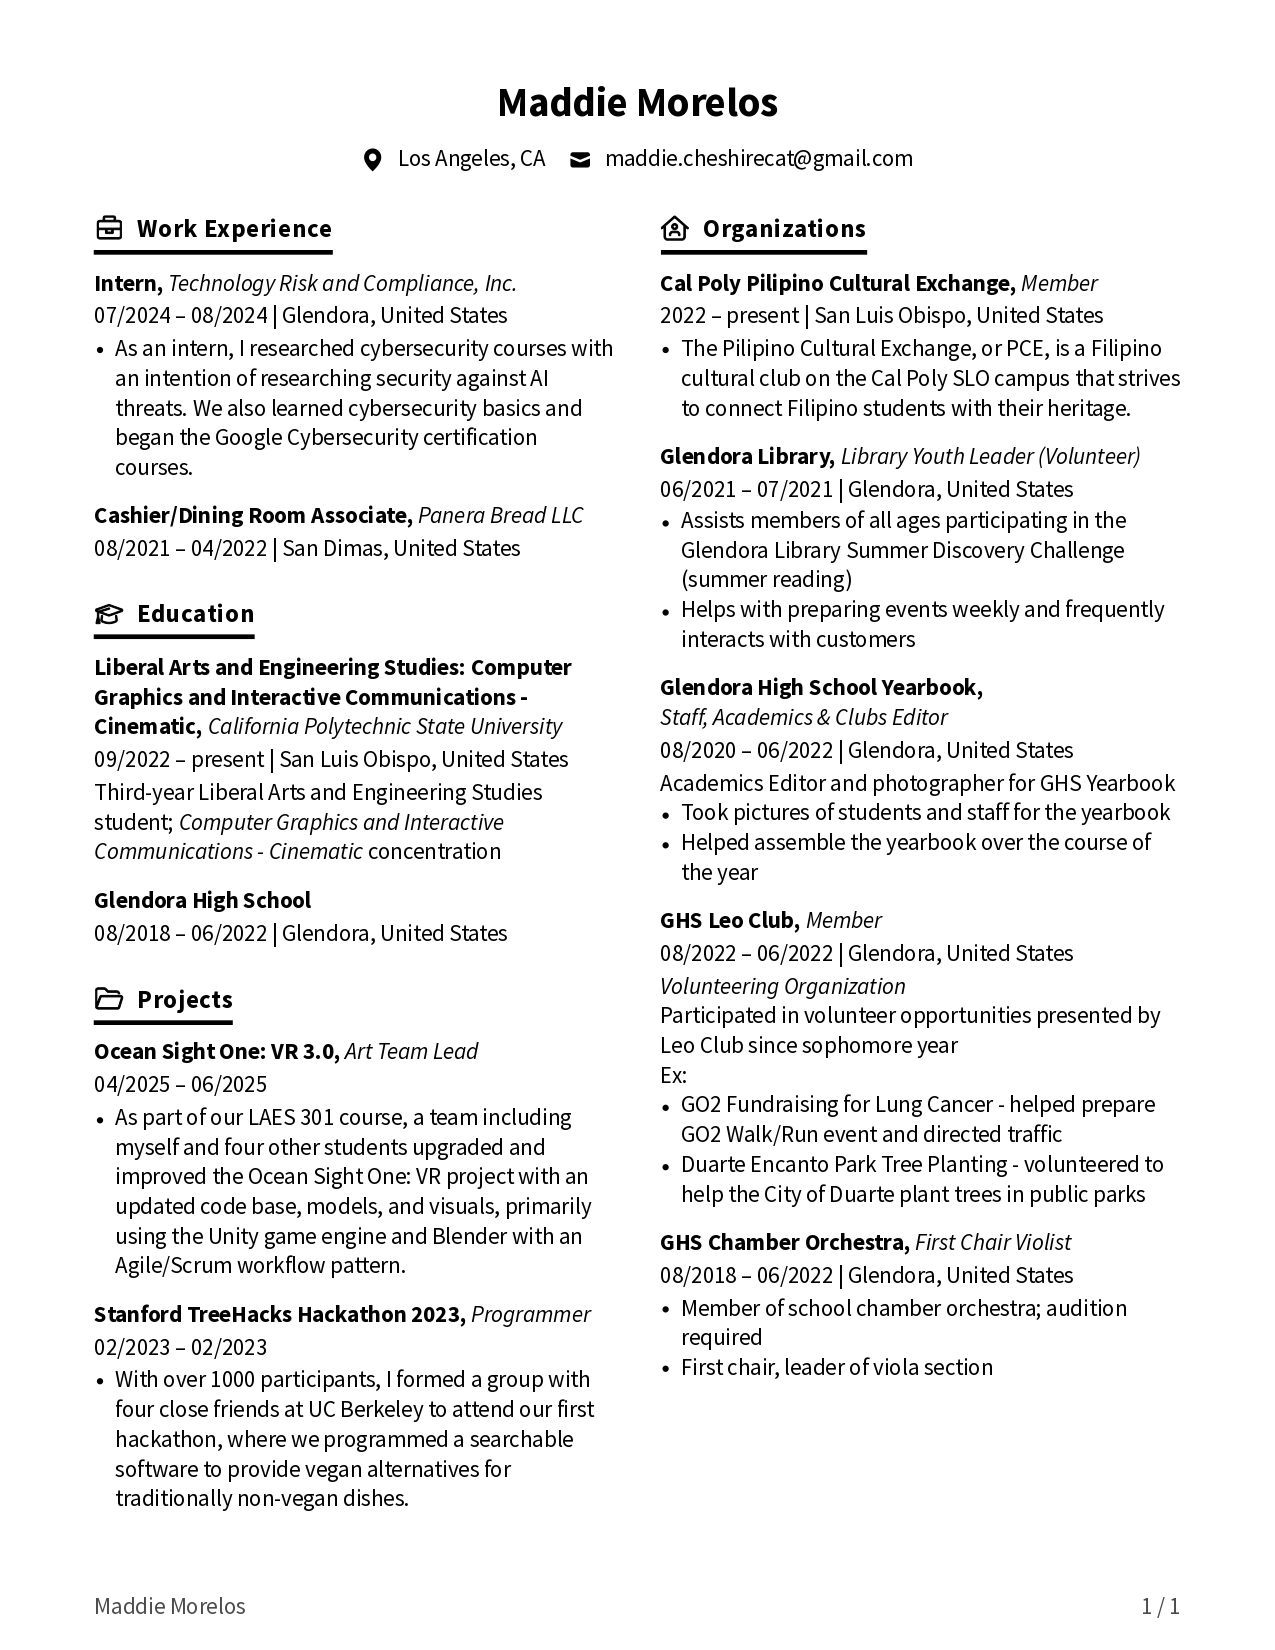 Maddie Morelos
Los Angeles, CA maddie.cheshirecat@gmail.com
Work Experience
Intern, Technology Risk and Compliance, Inc.
07/2024 – 08/2024 | Glendora, United States
• As an intern, I researched cybersecurity courses with
an intention of researching security against AI
threats. We also learned cybersecurity basics and
began the Google Cybersecurity certification
courses.
Cashier/Dining Room Associate, Panera Bread LLC
08/2021 – 04/2022 | San Dimas, United States
Education
Liberal Arts and Engineering Studies: Computer
Graphics and Interactive Communications -
Cinematic, California Polytechnic State University
09/2022 – present | San Luis Obispo, United States
Third-year Liberal Arts and Engineering Studies
student; Computer Graphics and Interactive
Communications - Cinematic concentration
Glendora High School
08/2018 – 06/2022 | Glendora, United States
Projects
Ocean Sight One: VR 3.0, Art Team Lead
04/2025 – 06/2025
• As part of our LAES 301 course, a team including
myself and four other students upgraded and
improved the Ocean Sight One: VR project with an
updated code base, models, and visuals, primarily
using the Unity game engine and Blender with an
Agile/Scrum workflow pattern.
Stanford TreeHacks Hackathon 2023, Programmer
02/2023 – 02/2023
• With over 1000 participants, I formed a group with
four close friends at UC Berkeley to attend our first
hackathon, where we programmed a searchable
software to provide vegan alternatives for
traditionally non-vegan dishes.
Organizations
Cal Poly Pilipino Cultural Exchange, Member
2022 – present | San Luis Obispo, United States
• The Pilipino Cultural Exchange, or PCE, is a Filipino
cultural club on the Cal Poly SLO campus that strives
to connect Filipino students with their heritage.
Glendora Library, Library Youth Leader (Volunteer)
06/2021 – 07/2021 | Glendora, United States
• Assists members of all ages participating in the
Glendora Library Summer Discovery Challenge
(summer reading)
• Helps with preparing events weekly and frequently
interacts with customers
Glendora High School Yearbook,
Staff, Academics & Clubs Editor
08/2020 – 06/2022 | Glendora, United States
Academics Editor and photographer for GHS Yearbook
• Took pictures of students and staff for the yearbook
• Helped assemble the yearbook over the course of
the year
GHS Leo Club, Member
08/2022 – 06/2022 | Glendora, United States
Volunteering Organization
Participated in volunteer opportunities presented by
Leo Club since sophomore year
Ex:
• GO2 Fundraising for Lung Cancer - helped prepare
GO2 Walk/Run event and directed traffic
• Duarte Encanto Park Tree Planting - volunteered to
help the City of Duarte plant trees in public parks
GHS Chamber Orchestra, First Chair Violist
08/2018 – 06/2022 | Glendora, United States
• Member of school chamber orchestra; audition
required
• First chair, leader of viola section
Maddie Morelos
1 / 1